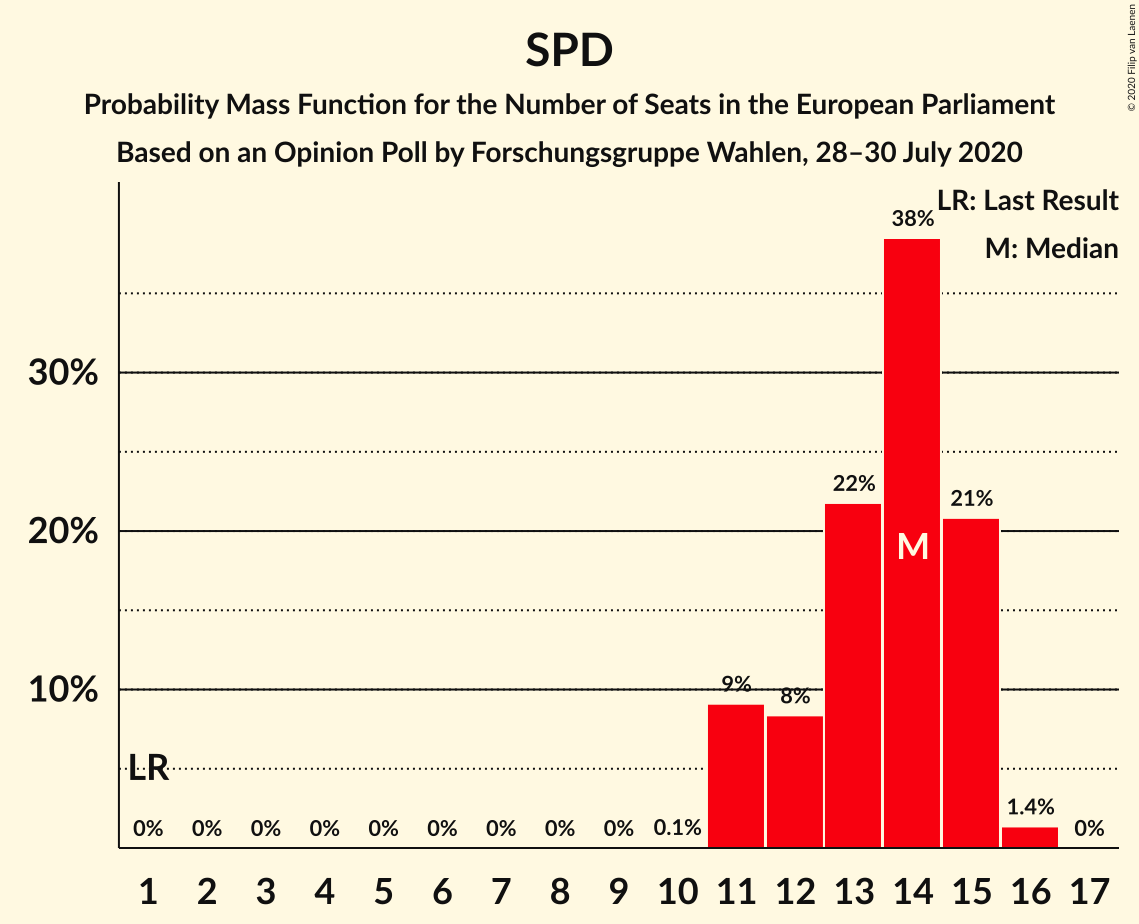 SPD
Probability Mass Function for the Number of Seats in the European Parliament
Based on an Opinion Poll by Forschungsgruppe Wahlen, 28–30 July 2020
© 2020 Filip van Laenen
LR: Last Result
M: Median
30%
20%
10%
LR
M
0% 0% 0% 0% 0% 0% 0% 0% 0% 0.1% 9% 8% 22% 38% 21% 1.4% 0%
1 2 3 4 5 6 7 8 9 10 11 12 13 14 15 16 17